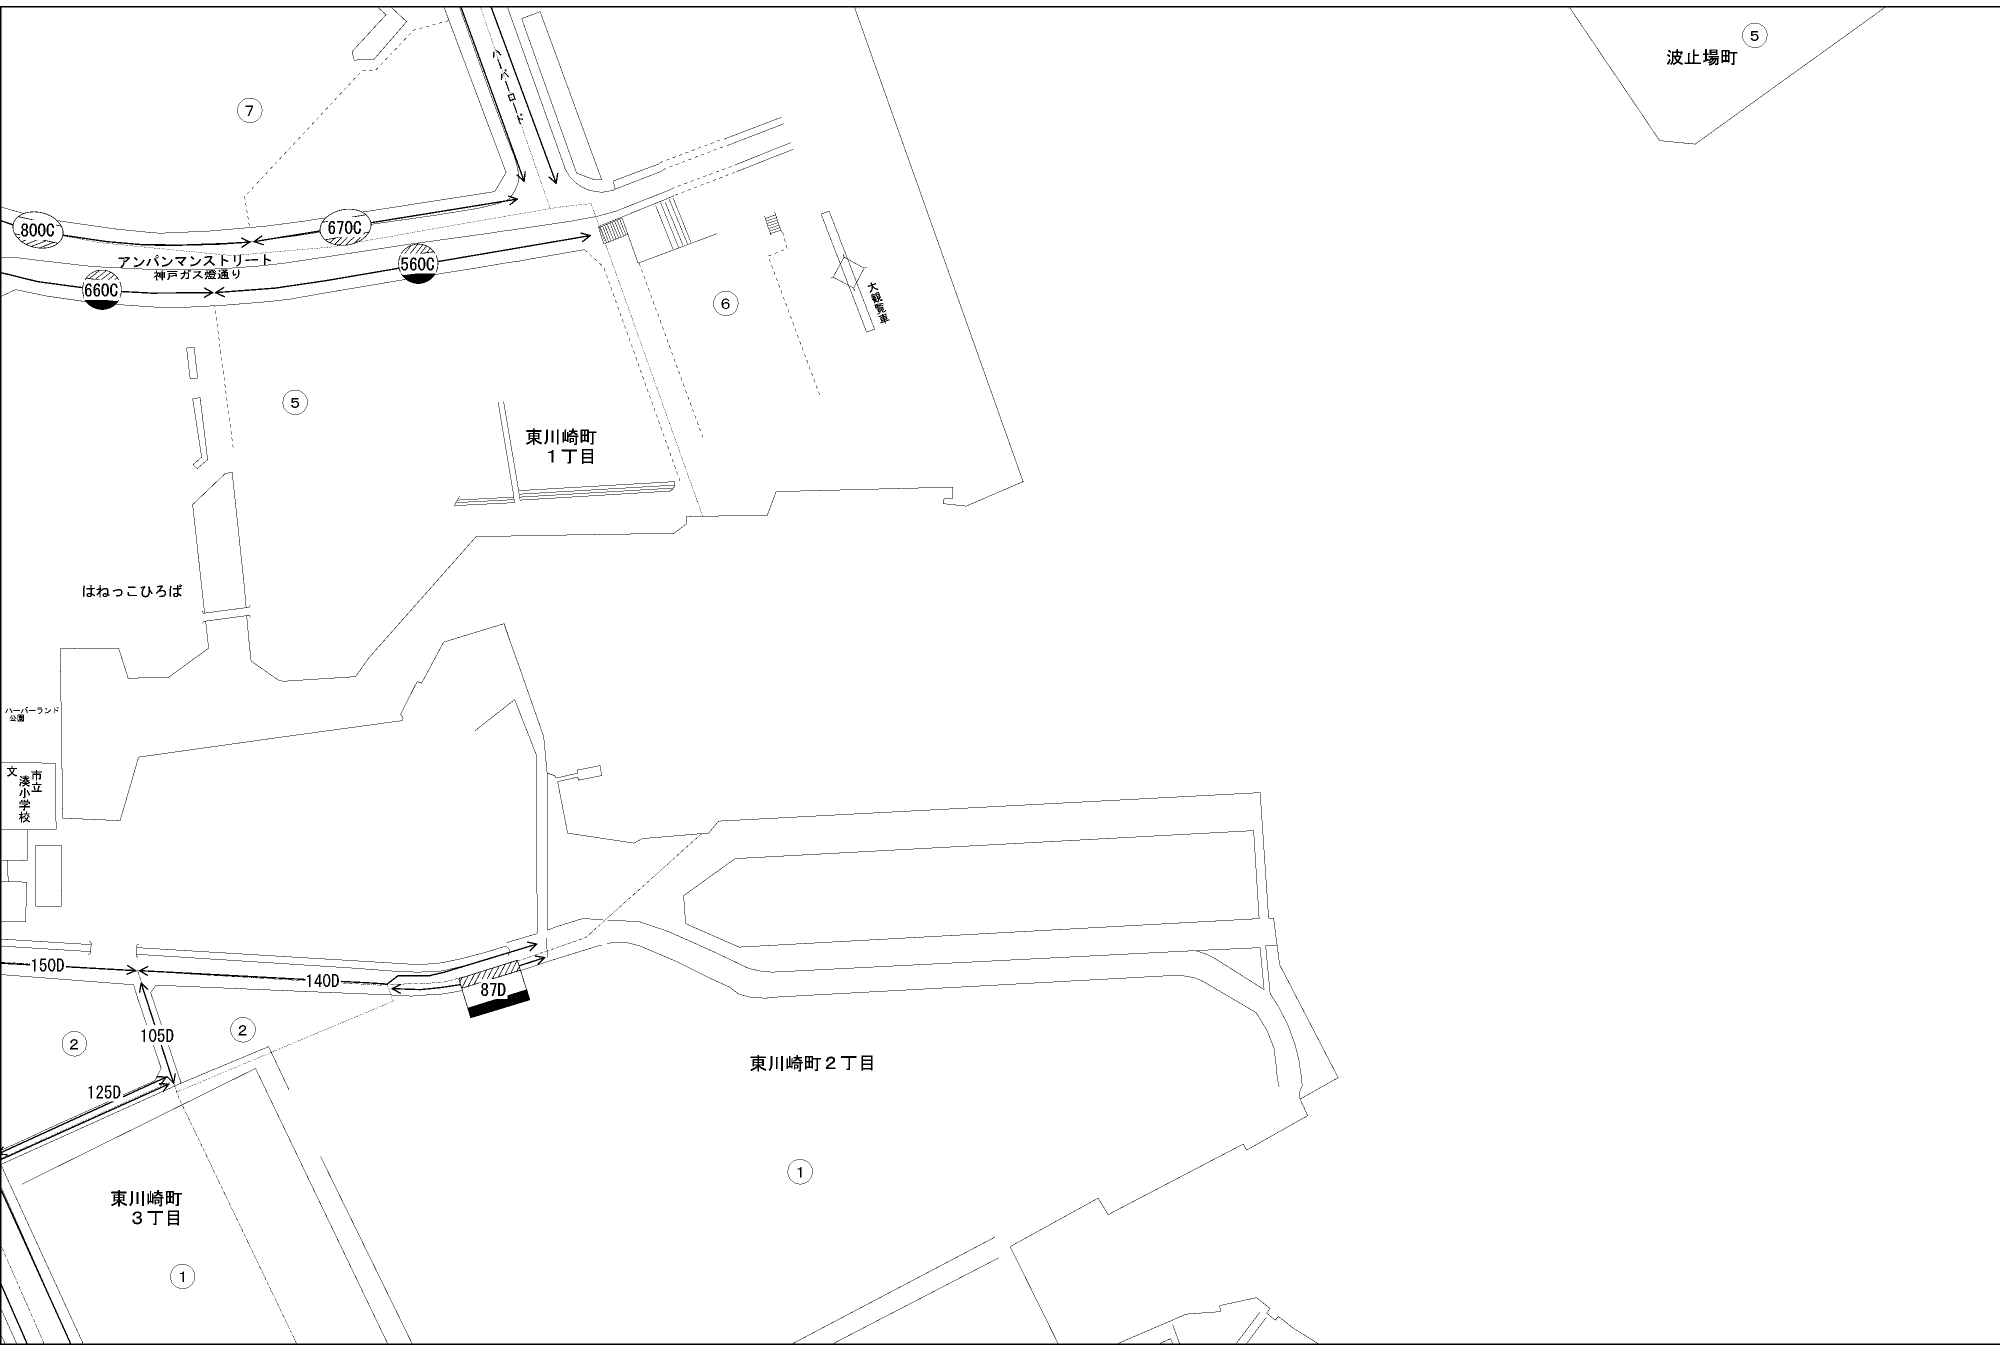 ⑤
波止場町
ハーバーロード
⑦
800C
670C
アンパンマンストリート
神戸ガス燈通り
560C
660C
⑥
大観覧車
⑤
東川崎町
1丁目
はねっこひろば
ハーバーランド
公園
文
市立
湊小学校
150D
140D
87D
②
105D
②
125D
東川崎町2丁目
①
東川崎町
3丁目
①